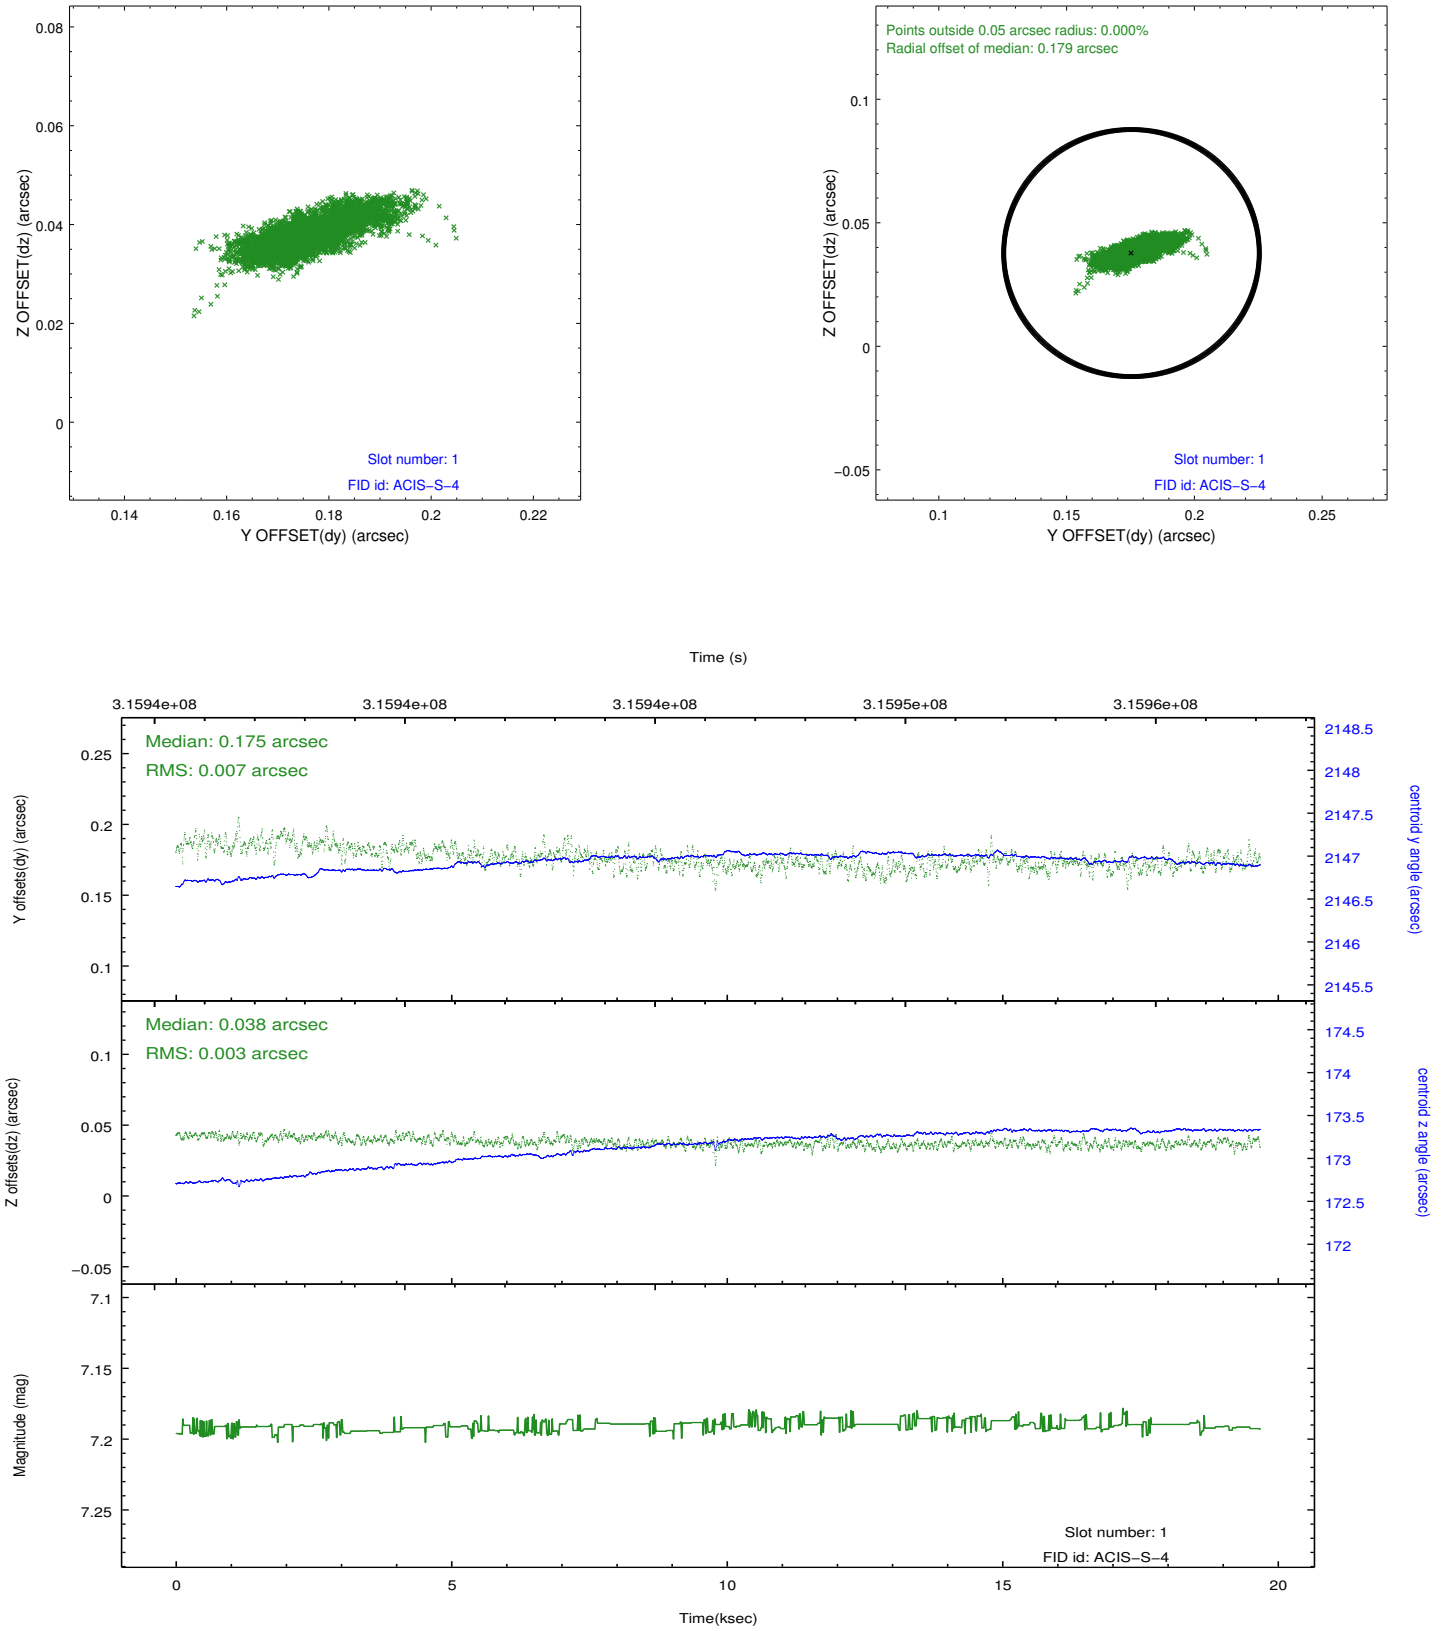 0.08
0.06
0.04
0.02
0
Z OFFSET(dz) (arcsec)
Slot number: 1
FID id: ACIS−S−4
0.14 0.16 0.18 0.2 0.22
Y OFFSET(dy) (arcsec)
Points outside 0.05 arcsec radius: 0.000%
Radial offset of median: 0.179 arcsec
0.1
0.05
0
−0.05
Z OFFSET(dz) (arcsec)
Slot number: 1
FID id: ACIS−S−4
0.1 0.15 0.2 0.25
Y OFFSET(dy) (arcsec)
Time (s)
3.1594e+08 3.1594e+08 3.1594e+08 3.1595e+08 3.1596e+08
Median: 0.175 arcsec
RMS: 0.007 arcsec
0.25
0.2
0.15
0.1
Y offsets(dy) (arcsec)
2148.5
2148
2147.5
2147
2146.5
2146
2145.5
centroid y angle (arcsec)
Median: 0.038 arcsec
RMS: 0.003 arcsec
0.1
0.05
0
−0.05
Z offsets(dz) (arcsec)
174.5
174
173.5
173
172.5
172
centroid z angle (arcsec)
7.1
7.15
7.2
7.25
Magnitude (mag)
Slot number: 1
FID id: ACIS−S−4
0 5 10 15 20
Time(ksec)